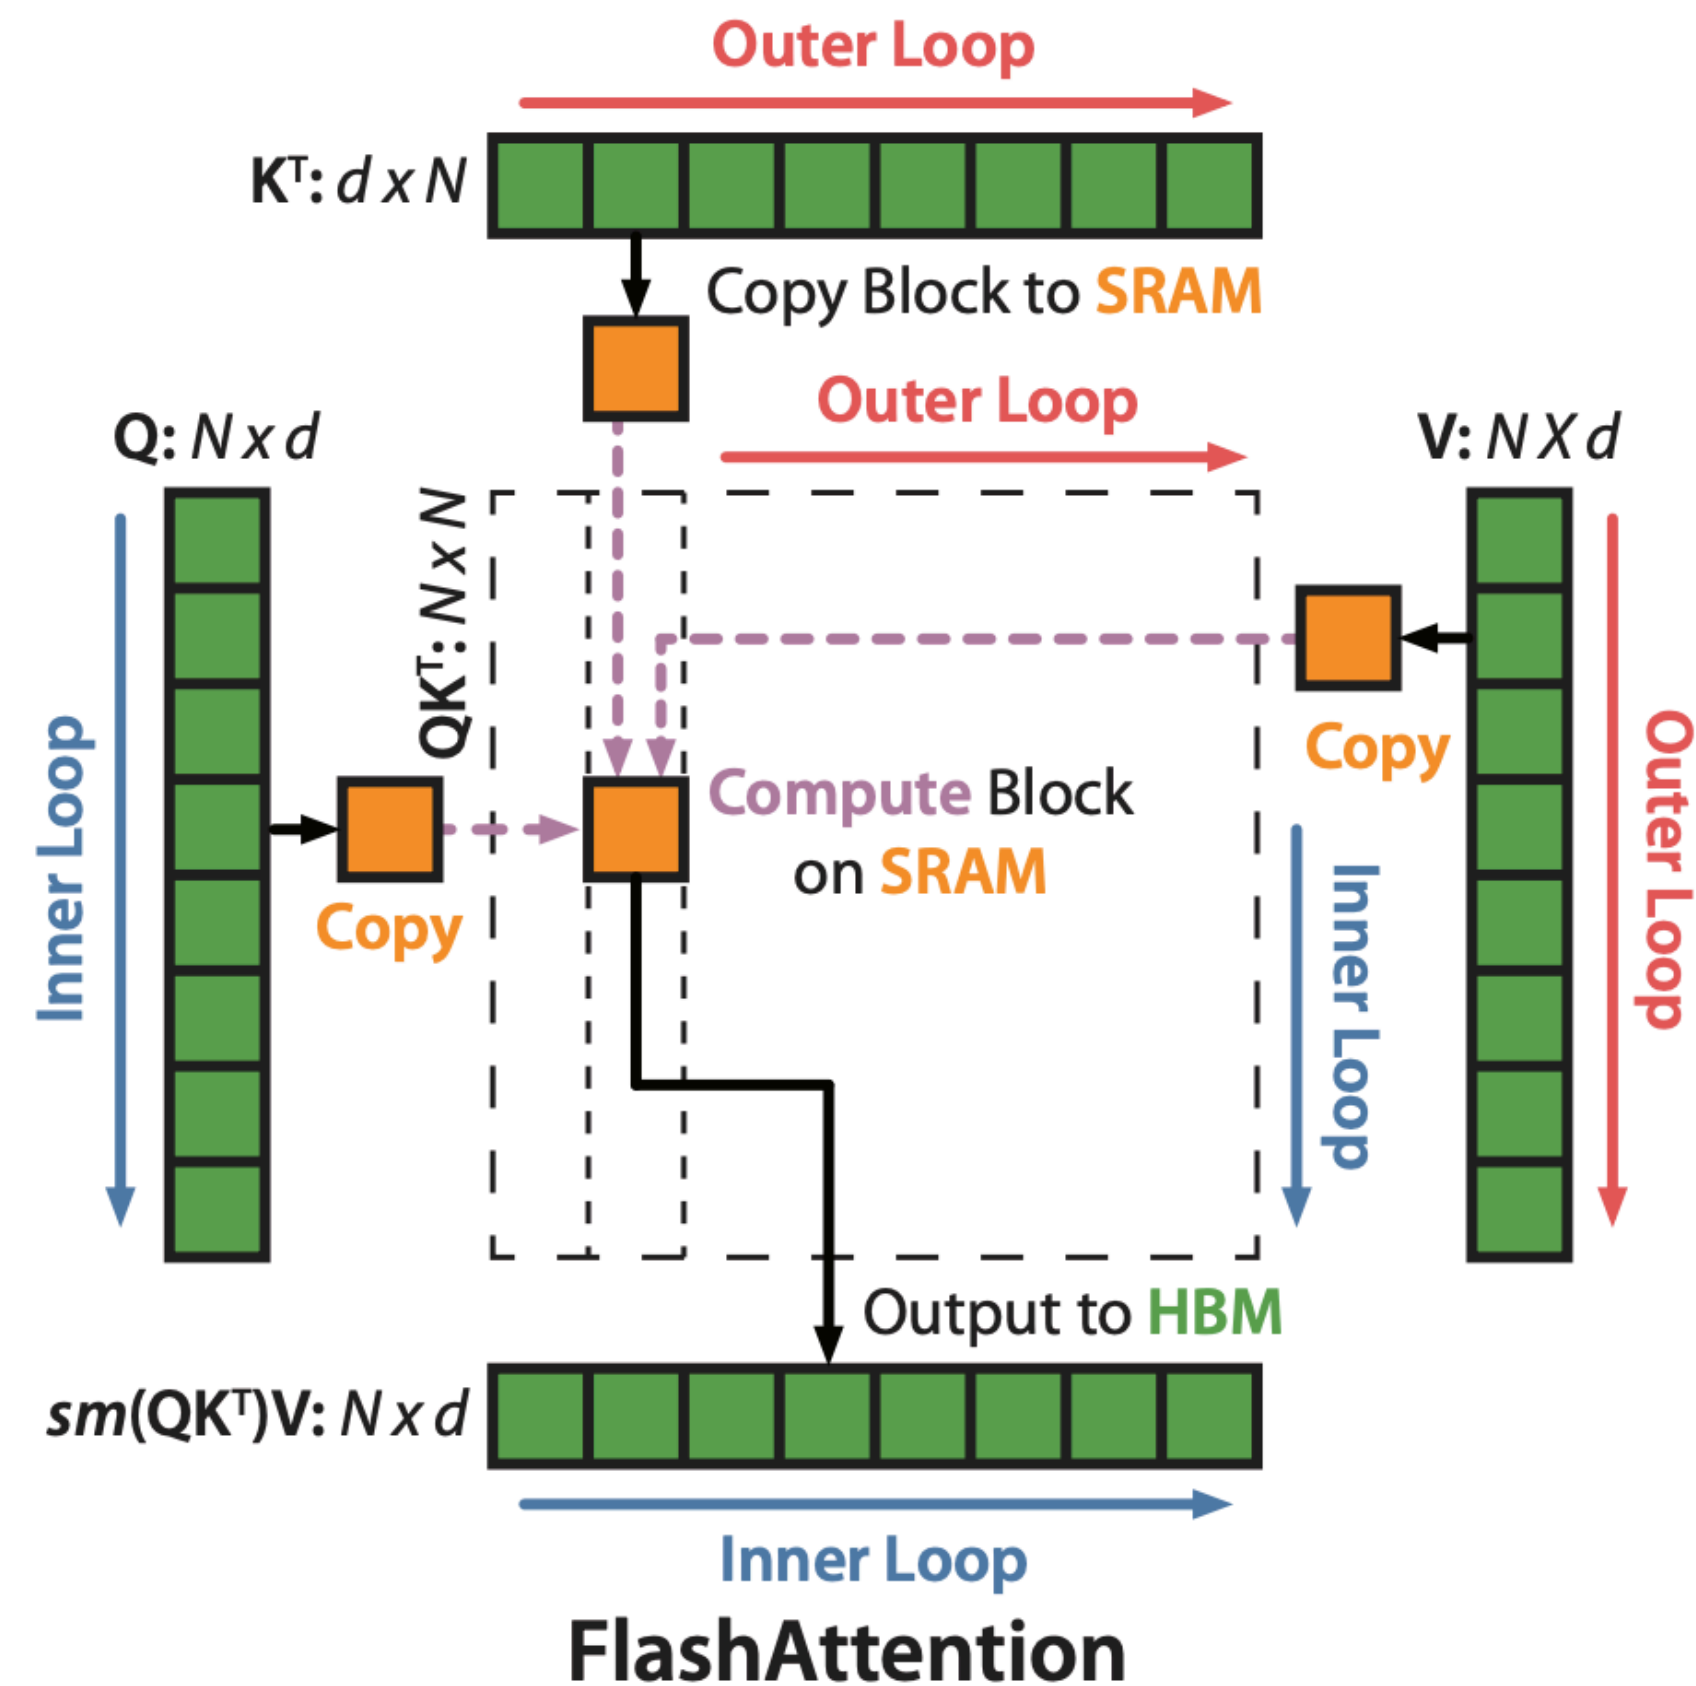 Outer Loop
Kᵀ: d x N
Copy Block to SRAM
Outer Loop
Q: N x d
V: N X d
QKᵀ: N x N
Inner Loop
Copy
Compute Block
on SRAM
Copy
Inner Loop
Outer Loop
Output to HBM
sm(QKᵀ)V: N x d
Inner Loop
FlashAttention